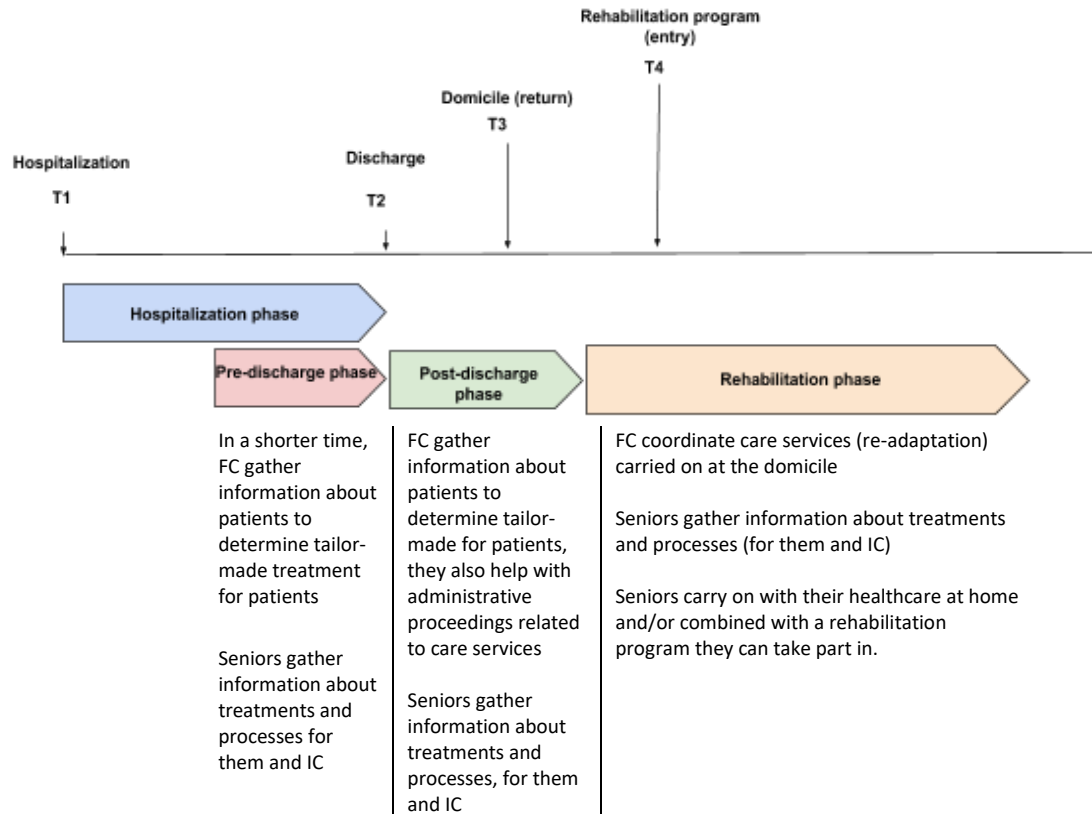 Rehabilitation program
(entry)
T4
Domicile (return)
T3
Hospitalization
T1
Discharge
T2
Hospitalization phase
Pre-discharge phase
Post-discharge
phase
Rehabilitation phase
In a shorter time,
FC gather
information about
patients to
determine tailor-
made treatment
for patients
Seniors gather
information about
treatments and
processes for
them and IC
FC gather
information about
patients to
determine tailor-
made for patients,
they also help with
administrative
proceedings related
to care services
Seniors gather
information about
treatments and
processes, for them
and IC
FC coordinate care services (re-adaptation)
carried on at the domicile
Seniors gather information about treatments
and processes (for them and IC)
Seniors carry on with their healthcare at home
and/or combined with a rehabilitation
program they can take part in.